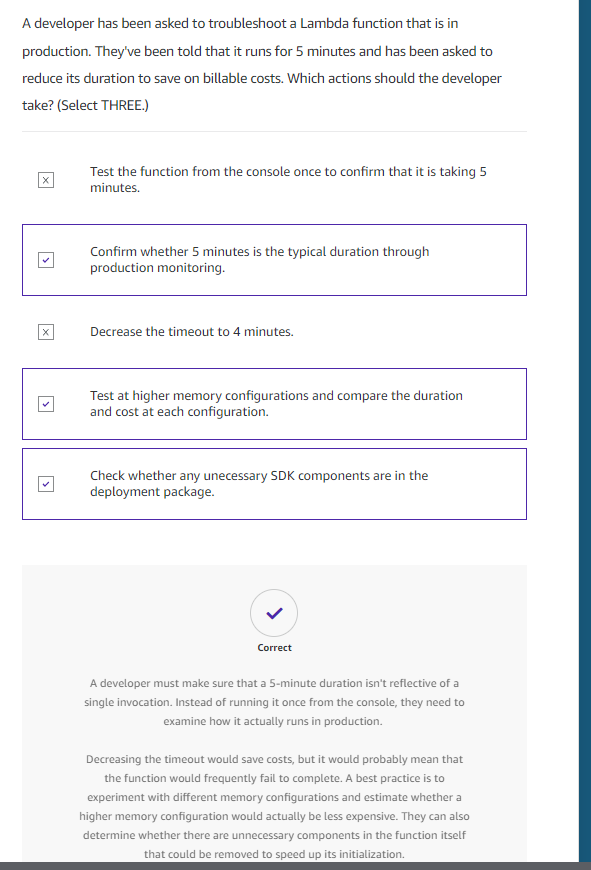 A developer has been asked to troubleshoot a Lambda function that is in
production. They've been told that it runs for 5 minutes and has been asked to
reduce its duration to save on billable costs. Which actions should the developer
take? (Select THREE.)
Test the function from the console once to confirm that it is taking 5
minutes.
Confirm whether 5 minutes is the typical duration through
production monitoring.
Decrease the timeout to 4 minutes.
Test at higher memory configurations and compare the duration
and cost at each configuration.
Check whether any unecessary SDK components are in the
deployment package.
Correct
A developer must make sure that a 5-minute duration isn't reflective of a
single invocation. Instead of running it once from the console, they need to
examine how it actually runs in production.
Decreasing the timeout would save costs, but it would probably mean that
the function would frequently fail to complete. A best practice is to
experiment with different memory configurations and estimate whether a
higher memory configuration would actually be less expensive. They can also
determine whether there are unnecessary components in the function itself
that could be removed to speed up its initialization.